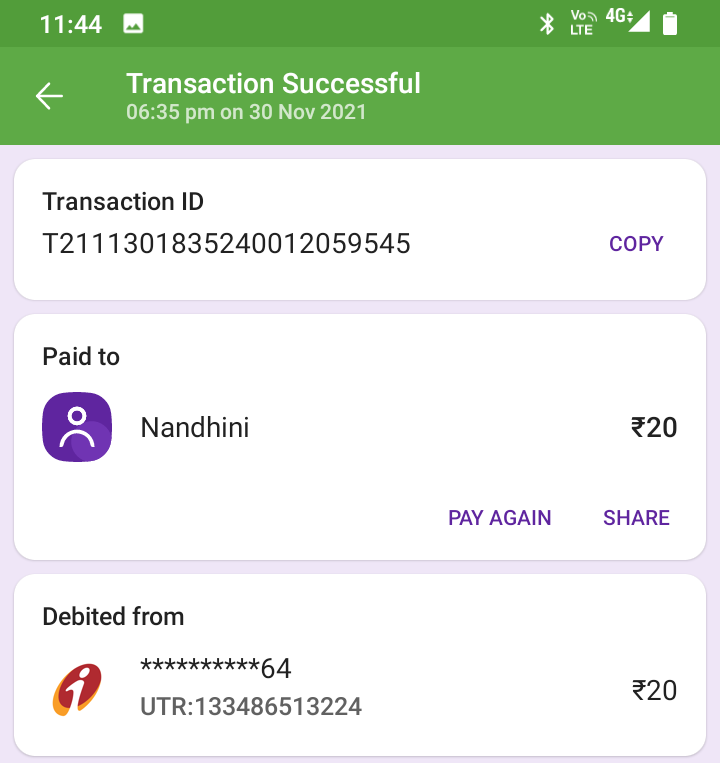 11:44
Vo LTE 4G
Transaction Successful
06:35 pm on 30 Nov 2021
Transaction ID
T2111301835240012059545
COPY
Paid to
Nandhini
₹20
PAY AGAIN SHARE
Debited from
**********64
UTR:133486513224
₹20